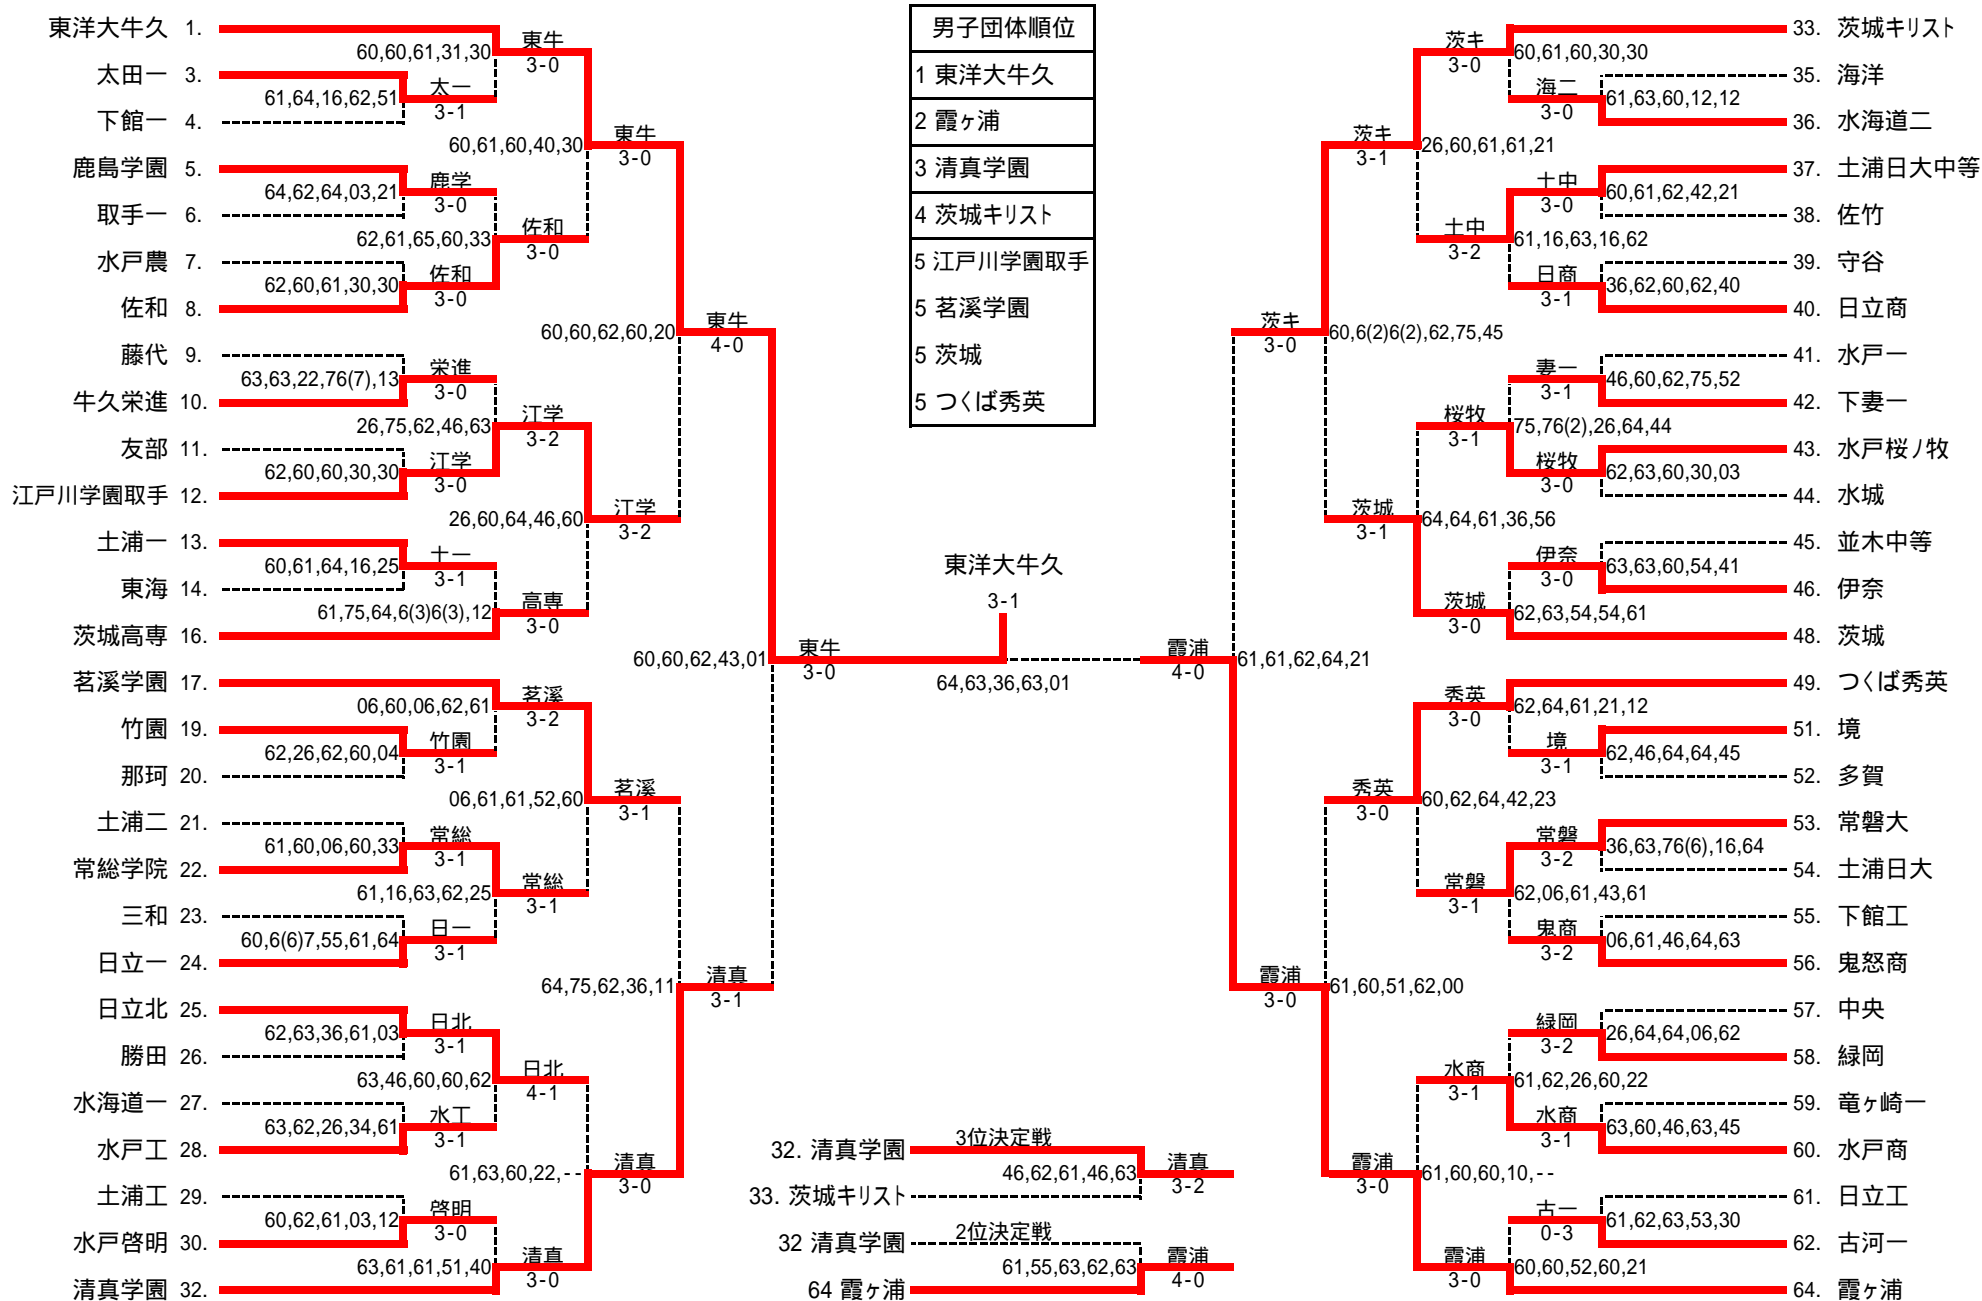 東洋大牛久 1.
太田一 3.
下館一 4.
鹿島学園 5.
取手一 6.
水戸農 7.
佐和 8.
藤代 9.
牛久栄進 10.
友部 11.
江戸川学園取手 12.
土浦一 13.
東海 14.
茨城高専 16.
茗溪学園 17.
竹園 19.
那珂 20.
土浦二 21.
常総学院 22.
三和 23.
日立一 24.
日立北 25.
勝田 26.
水海道一 27.
水戸工 28.
土浦工 29.
水戸啓明 30.
清真学園 32.
61,64,16,62,51
太一
3-1
64,62,64,03,21
鹿学
3-0
62,60,61,30,30
佐和
3-0
63,63,22,76(7),13
栄進
3-0
62,60,60,30,30
江学
3-0
60,61,64,16,25
土一
3-1
62,26,62,60,04
竹園
3-1
61,60,06,60,33
常総
3-1
60,6(6)7,55,61,64
日一
3-1
62,63,36,61,03
日北
3-1
63,62,26,34,61
水工
3-1
60,62,61,03,12
啓明
3-0
60,60,61,31,30
東牛
3-0
62,61,65,60,33
佐和
3-0
26,75,62,46,63
江学
3-2
61,75,64,6(3)6(3),12
高専
3-0
06,60,06,62,61
茗溪
3-2
61,16,63,62,25
常総
3-1
63,46,60,60,62
日北
4-1
63,61,61,51,40
清真
3-0
60,61,60,40,30
東牛
3-0
26,60,64,46,60
江学
3-2
06,61,61,52,60
茗溪
3-1
61,63,60,22,--
清真
3-0
60,60,62,60,20
東牛
4-0
64,75,62,36,11
清真
3-1
60,60,62,43,01
東牛
3-0
男子団体順位
1 東洋大牛久
2 霞ヶ浦
3 清真学園
4 茨城キリスト
5 江戸川学園取手
5 茗溪学園
5 茨城
5 つくば秀英
東洋大牛久
3-1
64,63,36,63,01
霞浦
4-0
61,61,62,64,21
茨キ
3-0
60,6(2)6(2),62,75,45
霞浦
3-0
61,60,51,62,00
茨キ
3-1
26,60,61,61,21
茨城
3-1
64,64,61,36,56
秀英
3-0
60,62,64,42,23
霞浦
3-0
61,60,60,10,--
茨キ
3-0
60,61,60,30,30
土中
3-2
61,16,63,16,62
桜牧
3-1
75,76(2),26,64,44
茨城
3-0
62,63,54,54,61
秀英
3-0
62,64,61,21,12
常磐
3-1
62,06,61,43,61
水商
3-1
61,62,26,60,22
霞浦
3-0
60,60,52,60,21
海二
3-0
61,63,60,12,12
土中
3-0
60,61,62,42,21
日商
3-1
36,62,60,62,40
妻一
3-1
46,60,62,75,52
桜牧
3-0
62,63,60,30,03
伊奈
3-0
63,63,60,54,41
境
3-1
62,46,64,64,45
常磐
3-2
36,63,76(6),16,64
鬼商
3-2
06,61,46,64,63
緑岡
3-2
26,64,64,06,62
水商
3-1
63,60,46,63,45
古一
0-3
61,62,63,53,30
33. 茨城キリスト
35. 海洋
36. 水海道二
37. 土浦日大中等
38. 佐竹
39. 守谷
40. 日立商
41. 水戸一
42. 下妻一
43. 水戸桜ノ牧
44. 水城
45. 並木中等
46. 伊奈
48. 茨城
49. つくば秀英
51. 境
52. 多賀
53. 常磐大
54. 土浦日大
55. 下館工
56. 鬼怒商
57. 中央
58. 緑岡
59. 竜ヶ崎一
60. 水戸商
61. 日立工
62. 古河一
64. 霞ヶ浦
3位決定戦
32. 清真学園
33. 茨城キリスト
46,62,61,46,63
清真
3-2
2位決定戦
32 清真学園
64 霞ヶ浦
61,55,63,62,63
霞浦
4-0